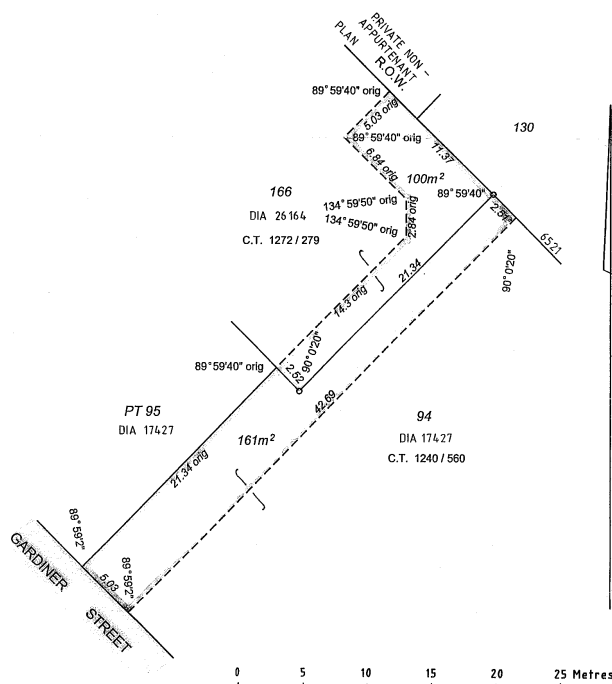 PLAN
PRIVATE NON -
APPURTENANT
R.O.W.
89°59'40" orig
5.03 orig
89°59'40" orig
130
6.84 orig
11.37
100m²
166
134°59'50" orig
89°59'40"
DIA 26164
134°59'50" orig
2.84 orig
C.T. 1272 / 279
6521
90°0'20"
21.34
14.3 orig
89°59'40" orig
2.52
90°0'20"
42.69
94
PT 95
DIA 17427
DIA 17427
161m²
C.T. 1240 / 560
21.34 orig
89°59'2"
GARDINER
5.03
89°59'2"
STREET
0 5 10 15 20 25 Metres